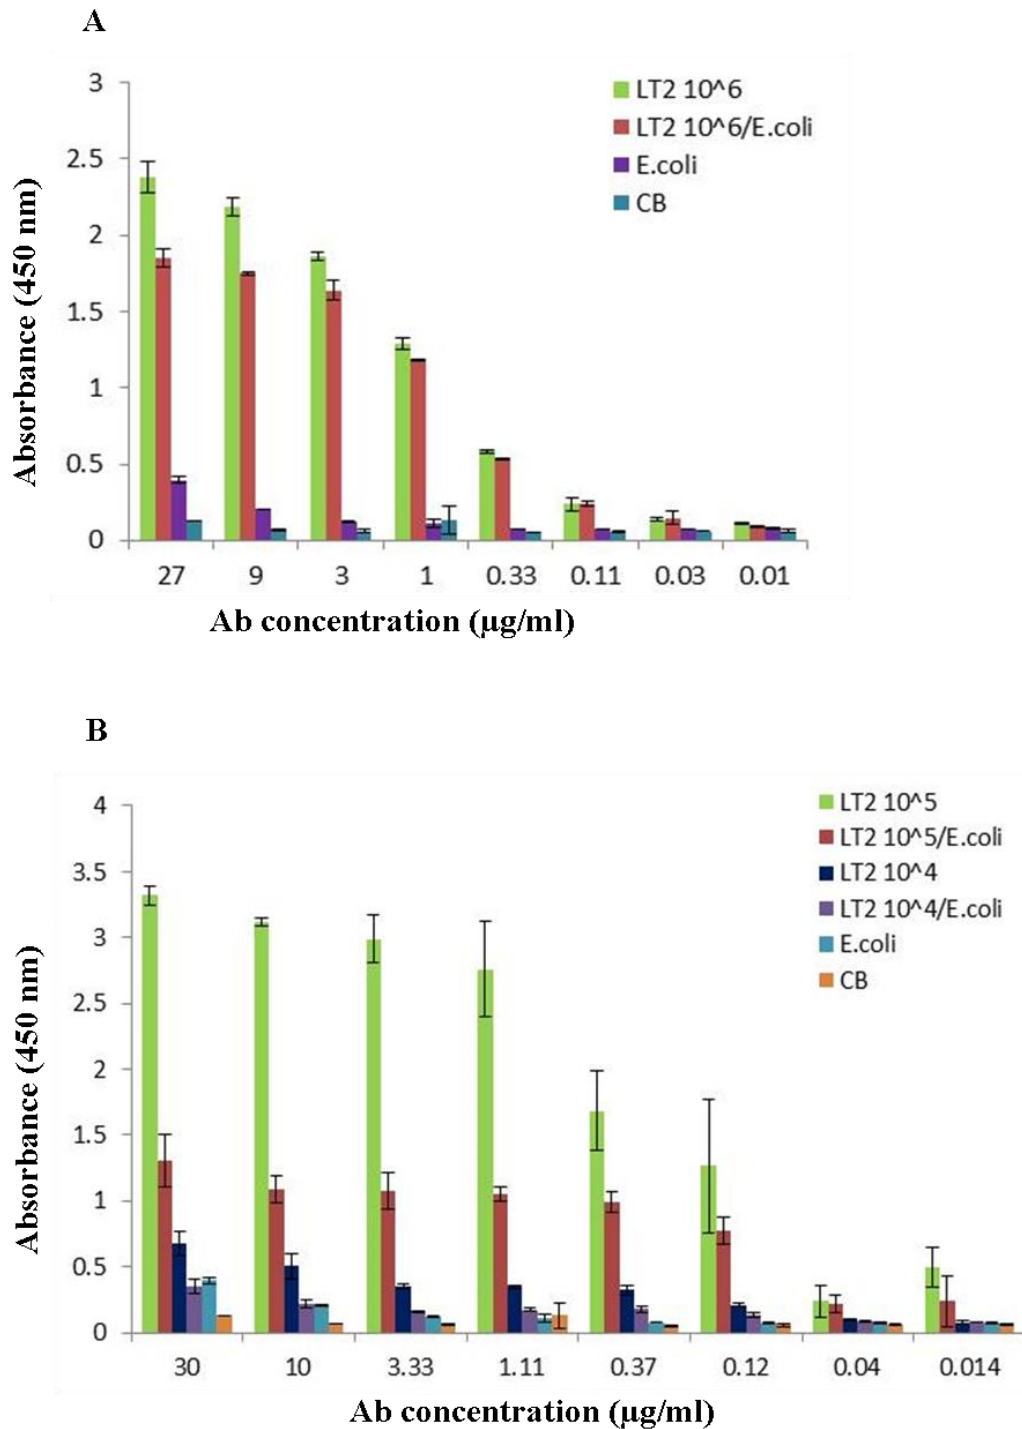 A
3
2.5
2
1.5
1
0.5
0
Absorbance (450 nm)
LT2 10^6
LT2 10^6/E.coli
E.coli
CB
27 9 3 1 0.33 0.11 0.03 0.01
Ab concentration (µg/ml)
B
4
3.5
3
2.5
2
1.5
1
0.5
0
Absorbance (450 nm)
LT2 10^5
LT2 10^5/E.coli
LT2 10^4
LT2 10^4/E.coli
E.coli
CB
30 10 3.33 1.11 0.37 0.12 0.04 0.014
Ab concentration (µg/ml)